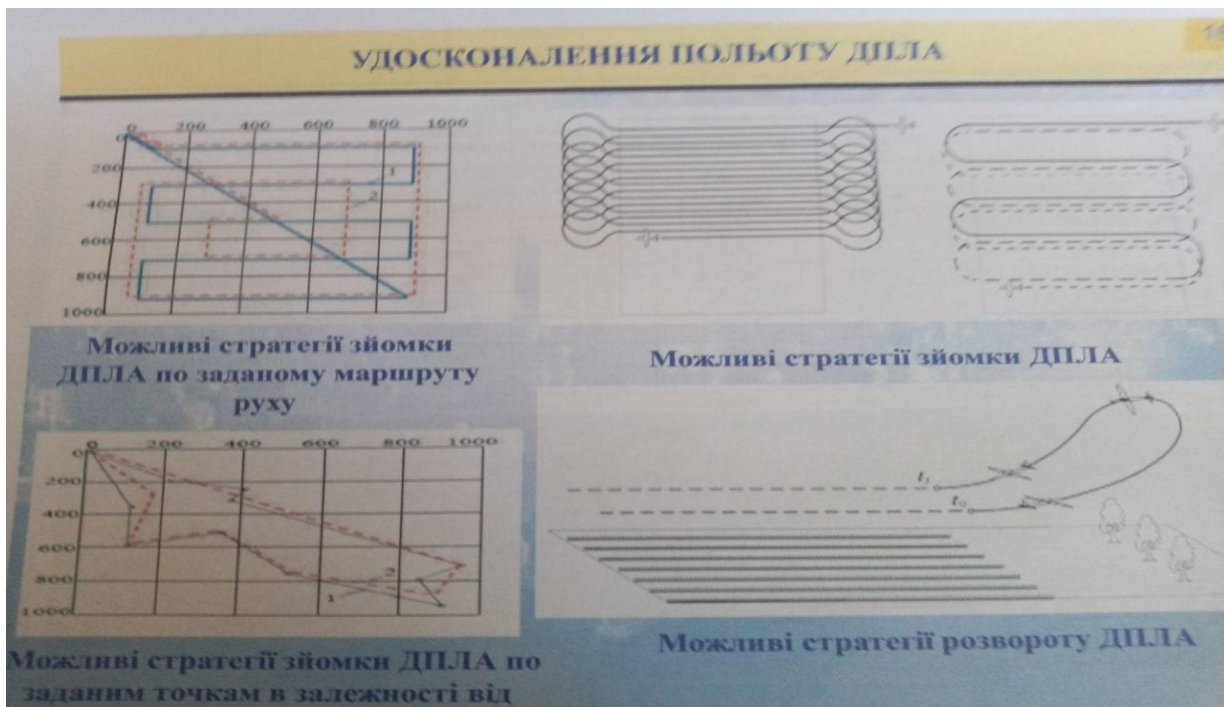 УДОСКОНАЛЕННЯ ПОЛЬОТУ ДПЛА
16
0 200 400 600 800 1000
200
400
600
800
1000
1
2
Можливі стратегії зйомки
ДПЛА по заданому маршруту
руху
Можливі стратегії зйомки ДПЛА
0 200 400 600 800 1000
200
400
600
800
1000
2
1
t₀
Можливі стратегії зйомки ДПЛА по
заданим точкам в залежності від
Можливі стратегії розвороту ДПЛА